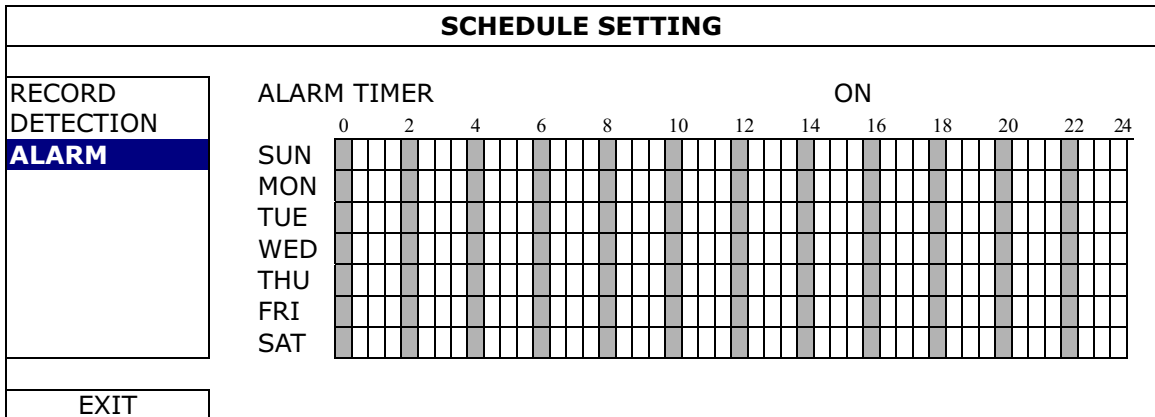 SCHEDULE SETTING
RECORD
DETECTION
ALARM
ALARM TIMER ON
0 2 4 6 8 10 12 14 16 18 20 22 24
SUN
MON
TUE
WED
THU
FRI
SAT
EXIT